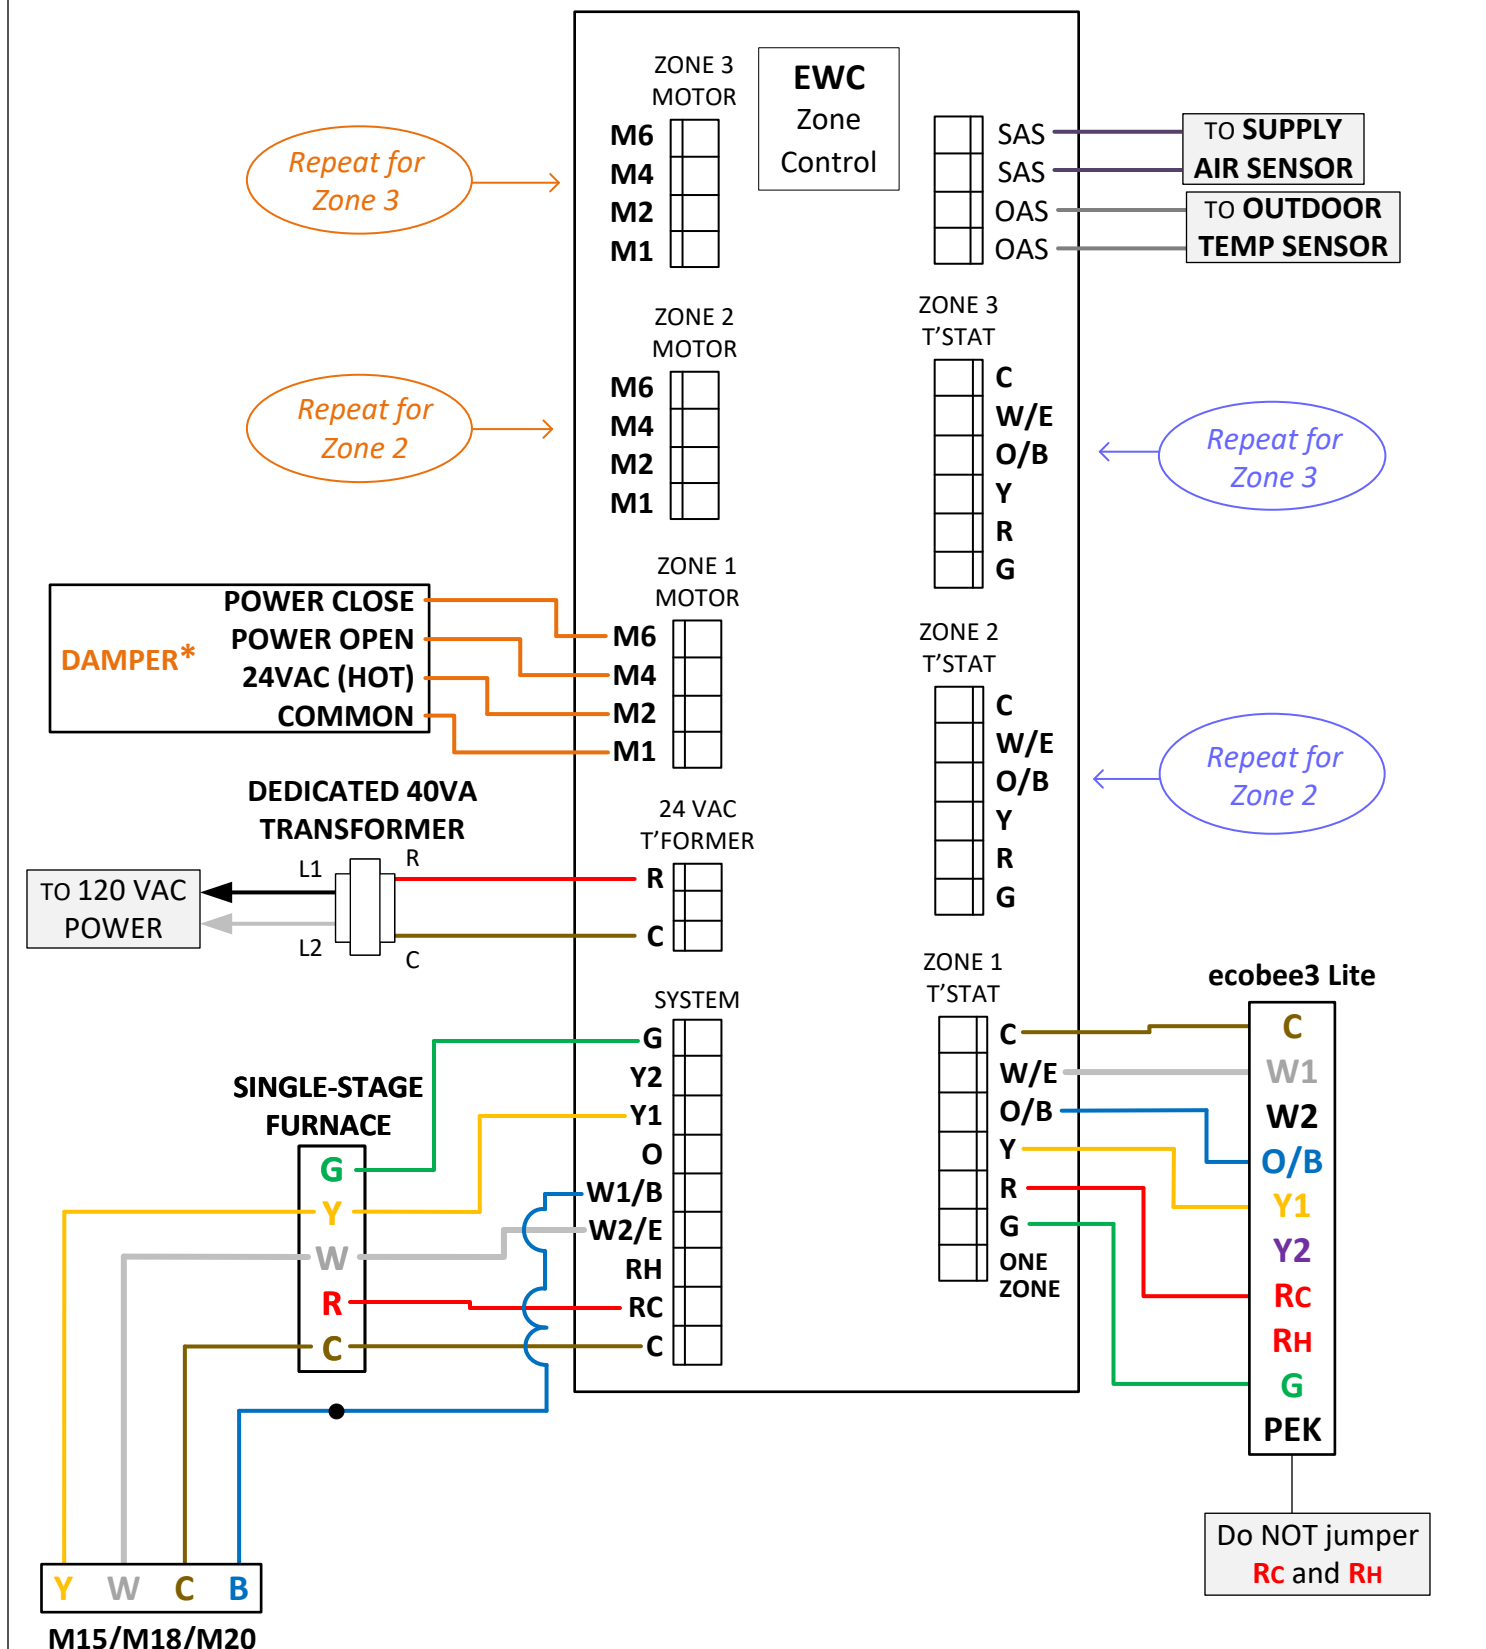 EWC
Zone
Control
ZONE 3
MOTOR
M6
M4
M2
M1
Repeat for
Zone 3
ZONE 2
MOTOR
M6
M4
M2
M1
Repeat for
Zone 2
ZONE 1
MOTOR
M6
M4
M2
M1
DAMPER*
POWER CLOSE
POWER OPEN
24VAC (HOT)
COMMON
DEDICATED 40VA
TRANSFORMER
L1
R
L2
C
TO 120 VAC
POWER
24 VAC
T'FORMER
R
C
SYSTEM
G
Y2
Y1
O
W1/B
W2/E
RH
RC
C
SINGLE-STAGE
FURNACE
G
Y
W
R
C
Y W C B
M15/M18/M20
SAS
SAS
OAS
OAS
TO SUPPLY
AIR SENSOR
TO OUTDOOR
TEMP SENSOR
ZONE 3
T'STAT
C
W/E
O/B
Y
R
G
Repeat for
Zone 3
ZONE 2
T'STAT
C
W/E
O/B
Y
R
G
Repeat for
Zone 2
ZONE 1
T'STAT
C
W/E
O/B
Y
R
G
ONE
ZONE
ecobee3 Lite
C
W1
W2
O/B
Y1
Y2
RC
RH
G
PEK
Do NOT jumper
RC and RH